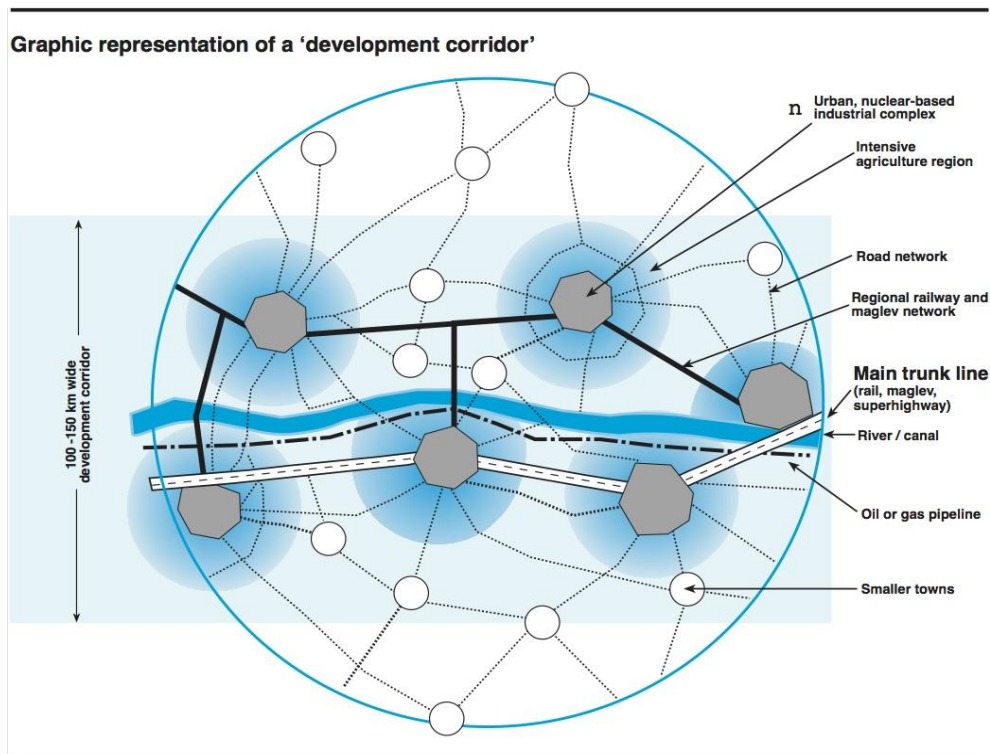 Graphic representation of a ‘development corridor’
n
Urban, nuclear-based
industrial complex
Intensive
agriculture region
Road network
Regional railway and
maglev network
Main trunk line
(rail, maglev,
superhighway)
River / canal
Oil or gas pipeline
Smaller towns
100 -150 km wide
development corridor